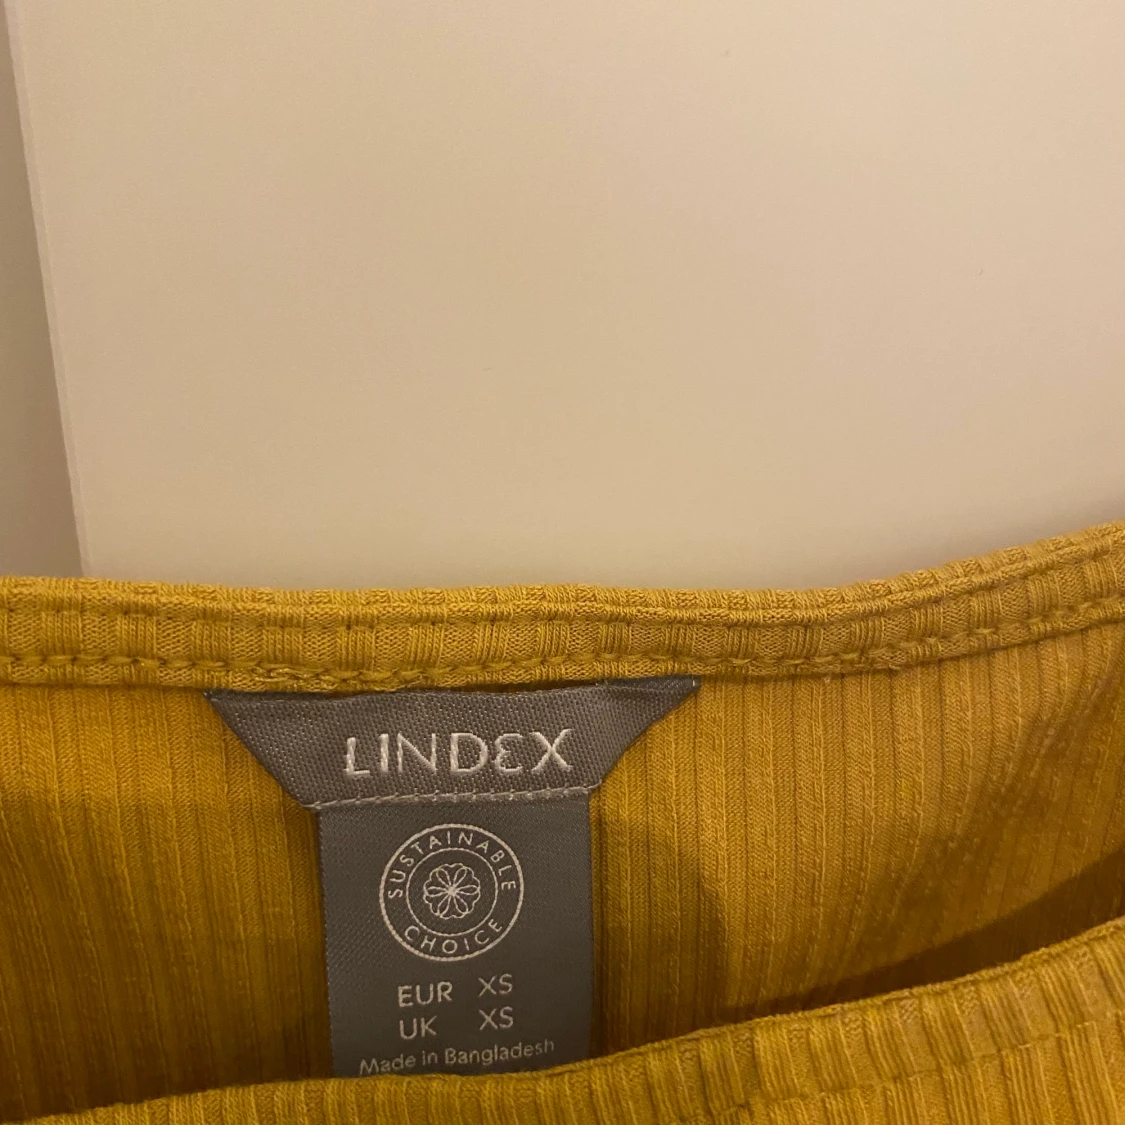 LINDEX
SUSTAINABLE
CHOICE
EUR XS
UK XS
Made in Bangladesh